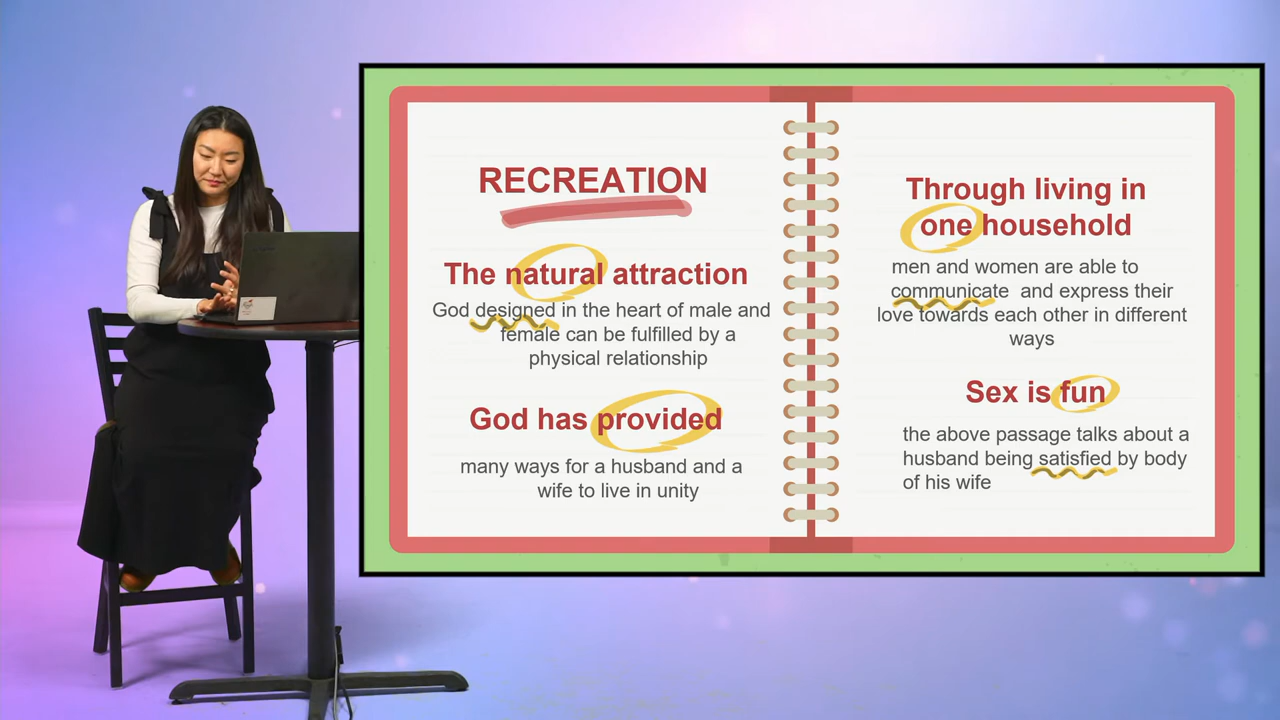 RECREATION
The natural attraction
God designed in the heart of male and
female can be fulfilled by a
physical relationship
God has provided
many ways for a husband and a
wife to live in unity
Through living in
one household
men and women are able to
communicate and express their
love towards each other in different
ways
Sex is fun
the above passage talks about a
husband being satisfied by body
of his wife